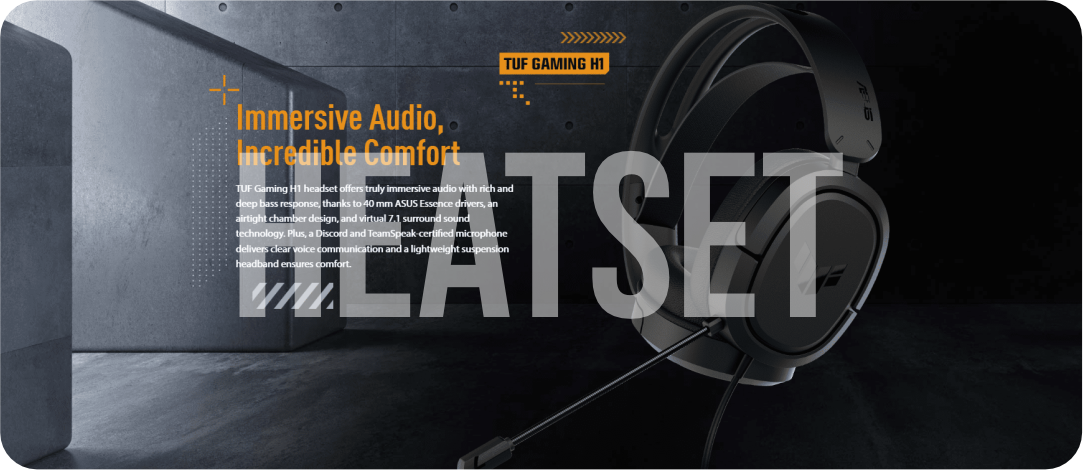 TUF GAMING H1
Immersive Audio,
Incredible Comfort
TUF Gaming H1 headset offers truly immersive audio with rich and
deep bass response, thanks to 40 mm ASUS Essence drivers, an
airtight chamber design, and virtual 7.1 surround sound
technology. Plus, a Discord and TeamSpeak-certified microphone
delivers clear voice communication and a lightweight suspension
headband ensures comfort.
HEATSET